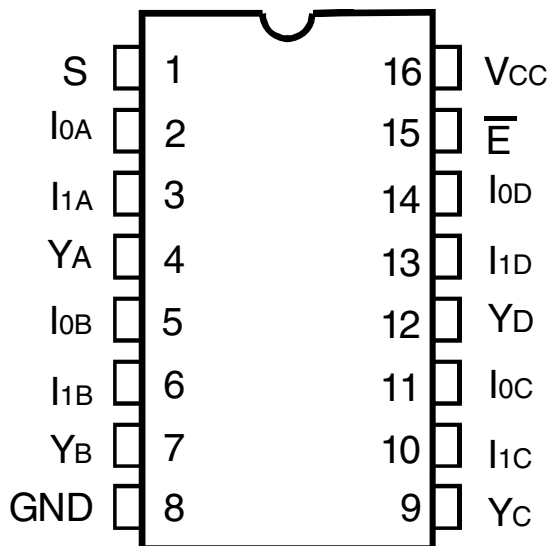 S 1 16 VCC
I0A 2 15 E̅
I1A 3 14 I0D
YA 4 13 I1D
I0B 5 12 YD
I1B 6 11 I0C
YB 7 10 I1C
GND 8 9 YC